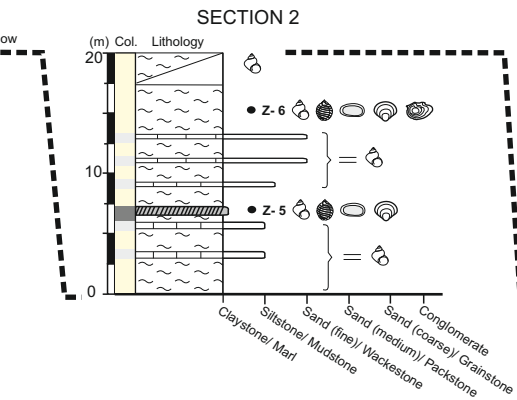 SECTION 2
ow
(m) Col. Lithology
20
Z- 6
10
Z- 5
0
Claystone/ Marl
Siltstone/ Mudstone
Sand (fine)/ Wackestone
Sand (medium)/ Packstone
Sand (coarse)/ Grainstone
Conglomerate